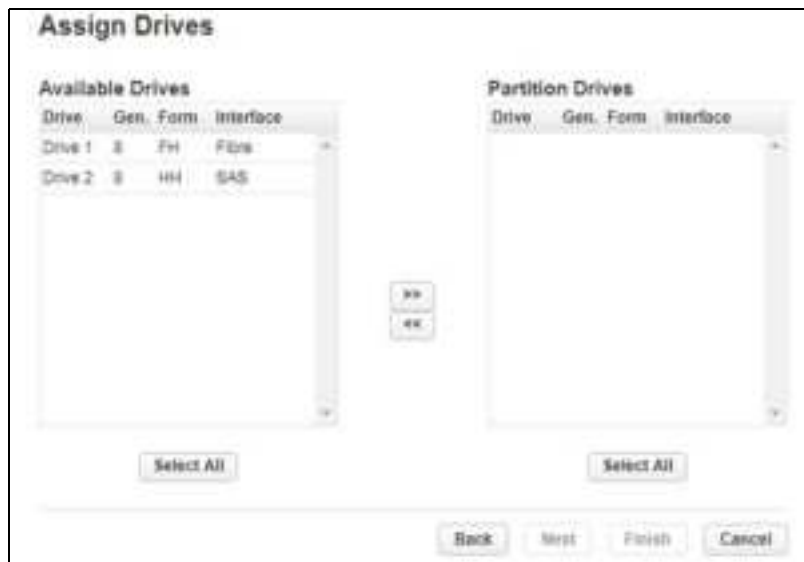 Assign Drives
Available Drives
Drive Gen. Form Interface
Drive 1 8 FH Fibre
Drive 2 8 HH SAS
>>
<<
Select All
Partition Drives
Drive Gen. Form Interface
Select All
Back Next Finish Cancel